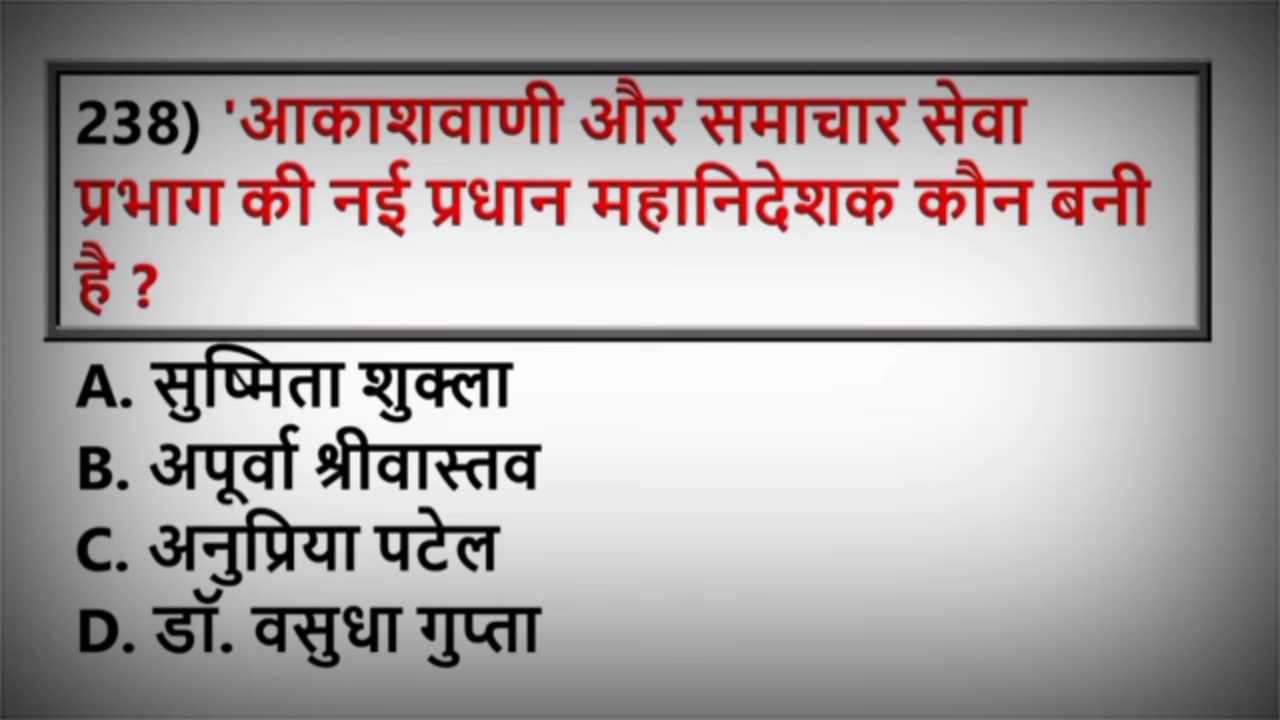 238) 'आकाशवाणी और समाचार सेवा
प्रभाग की नई प्रधान महानिदेशक कौन बनी
है ?
A. सुष्मिता शुक्ला
B. अपूर्वा श्रीवास्तव
C. अनुप्रिया पटेल
D. डॉ. वसुधा गुप्ता